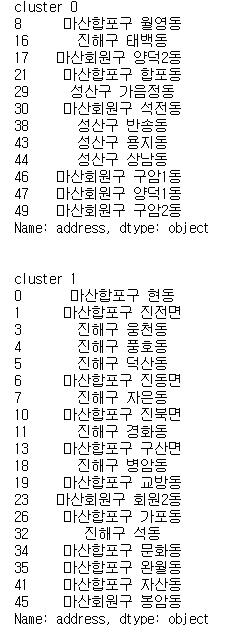 cluster 0
8 마산합포구 월영동
16 진해구 태백동
17 마산회원구 양덕2동
21 마산합포구 합포동
29 성산구 가음정동
30 마산회원구 석전동
38 성산구 반송동
43 성산구 용지동
44 성산구 상남동
46 마산회원구 구암1동
47 마산회원구 양덕1동
49 마산회원구 구암2동
Name: address, dtype: object
cluster 1
0 마산합포구 현동
1 마산합포구 진전면
3 진해구 웅천동
4 진해구 풍호동
5 진해구 덕산동
6 마산합포구 진동면
7 진해구 자은동
10 마산합포구 진북면
11 진해구 경화동
13 마산합포구 구산면
18 진해구 병암동
19 마산합포구 교방동
23 마산회원구 회원2동
26 마산합포구 가포동
32 진해구 석동
34 마산합포구 문화동
35 마산합포구 완월동
41 마산합포구 자산동
45 마산회원구 봉암동
Name: address, dtype: object